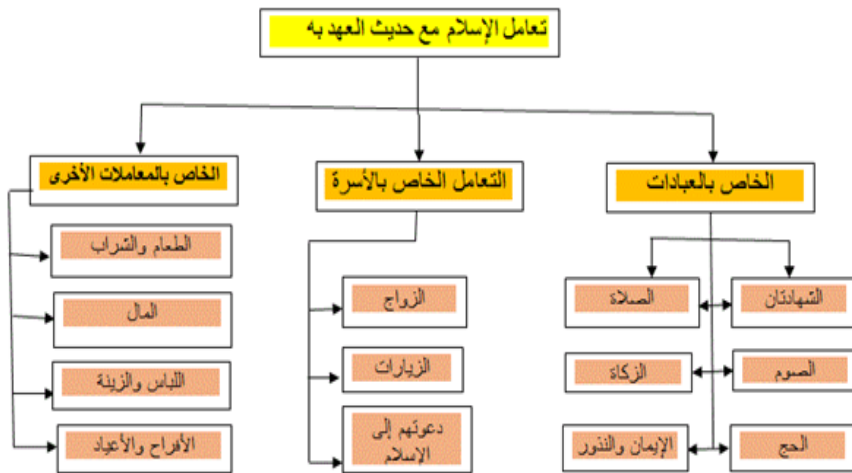 تعامل الإسلام مع حديث العهد به
الخاص بالعبادات
التعامل الخاص بالأسرة
الخاص بالمعاملات الأخرى
الشهادتان
الصلاة
الصوم
الزكاة
الحج
الإيمان والنذور
الزواج
الزيارات
دعوتهم إلى
الإسلام
الطعام والشراب
المال
اللباس والزينة
الأفراح والأعياد